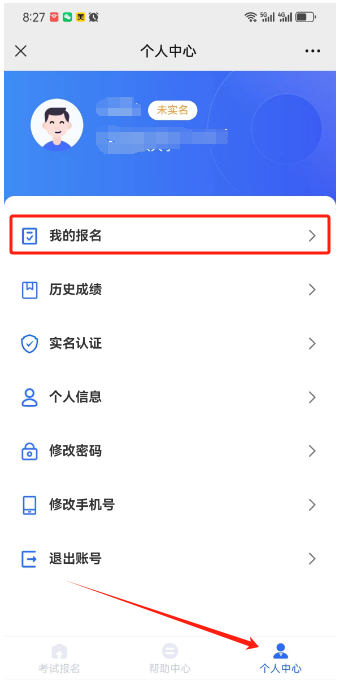 8:27
个人中心
未实名
我的报名
历史成绩
实名认证
个人信息
修改密码
修改手机号
退出账号
考试报名
帮助中心
个人中心